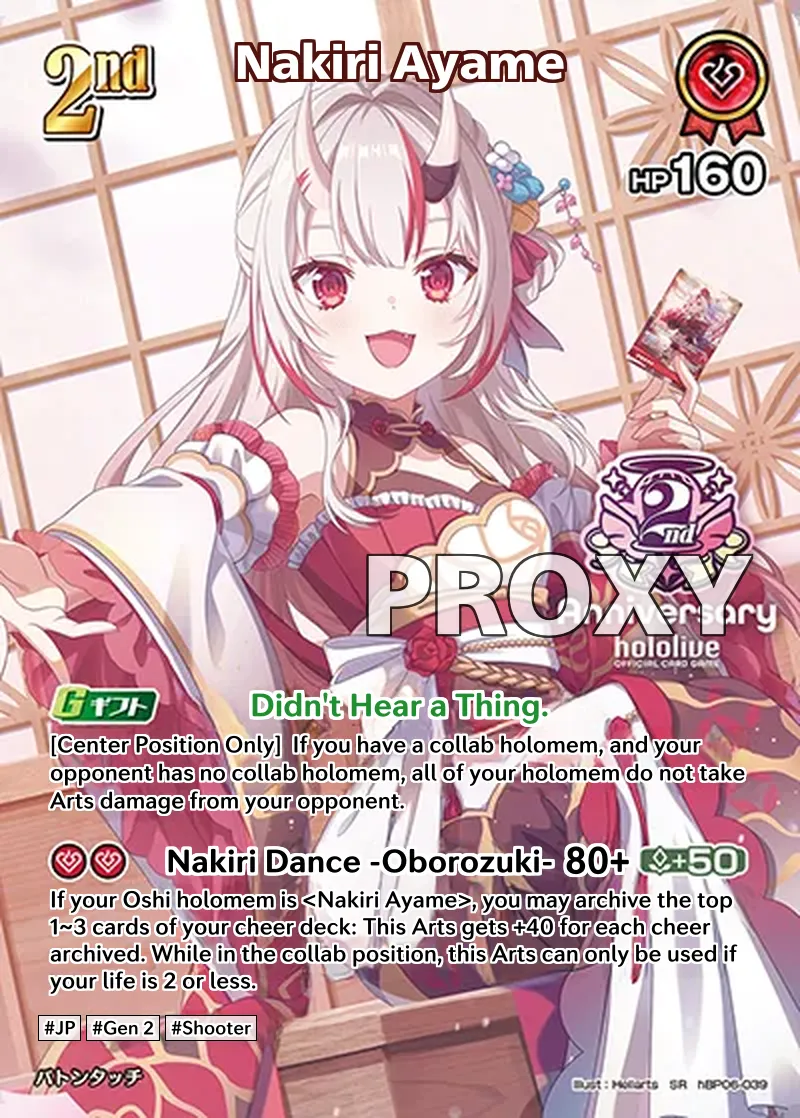 2nd
Nakiri Ayame
HP160
2nd
PROXY
Anniversary
hololive
OFFICIAL CARD GAME
G ギフト
Didn't Hear a Thing.
[Center Position Only] If you have a collab holomem, and your
opponent has no collab holomem, all of your holomem do not take
Arts damage from your opponent.
Nakiri Dance -Oborozuki- 80+ +50
If your Oshi holomem is <Nakiri Ayame>, you may archive the top
1~3 cards of your cheer deck: This Arts gets +40 for each cheer
archived. While in the collab position, this Arts can only be used if
your life is 2 or less.
#JP #Gen 2 #Shooter
バトンタッチ
Illust : Hellarts SR hBP06-039